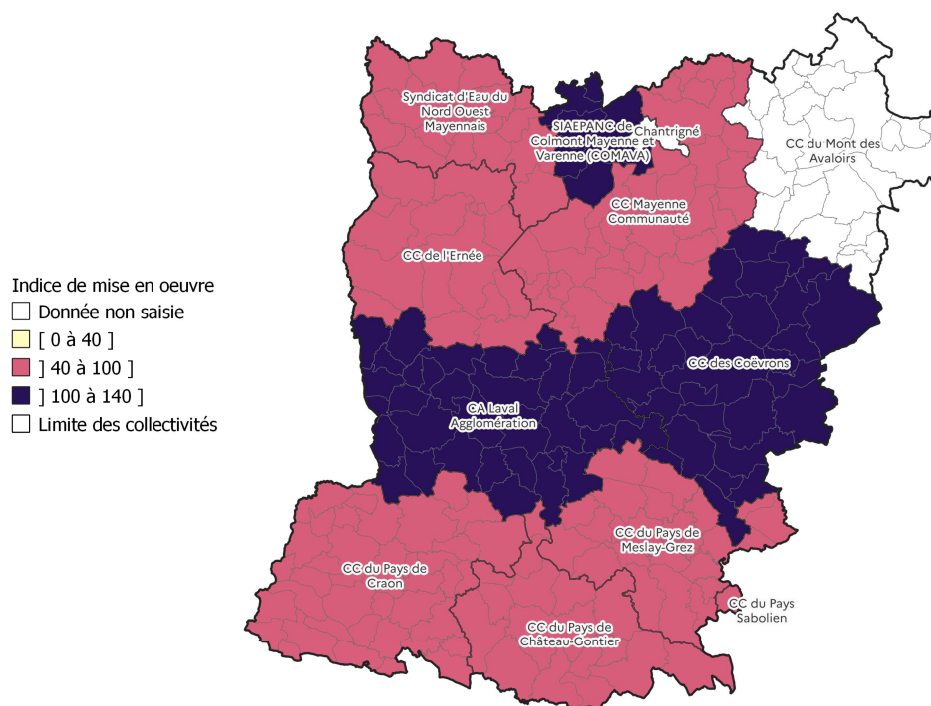 Syndicat d'Eau du
Nord Ouest
Mayennais
SIAEPANC de
Colmont Mayenne et
Varenne (COMAVA)
Chantrigné
CC du Mont des
Avaloirs
CC Mayenne
Communauté
CC de l'Ernée
Indice de mise en oeuvre
Donnée non saisie
[ 0 à 40 ]
] 40 à 100 ]
] 100 à 140 ]
Limite des collectivités
CC des Coëvrons
CA Laval
Agglomération
CC du Pays de
Meslay-Grez
CC du Pays de
Craon
CC du Pays
Sabolien
CC du Pays de
Château-Gontier